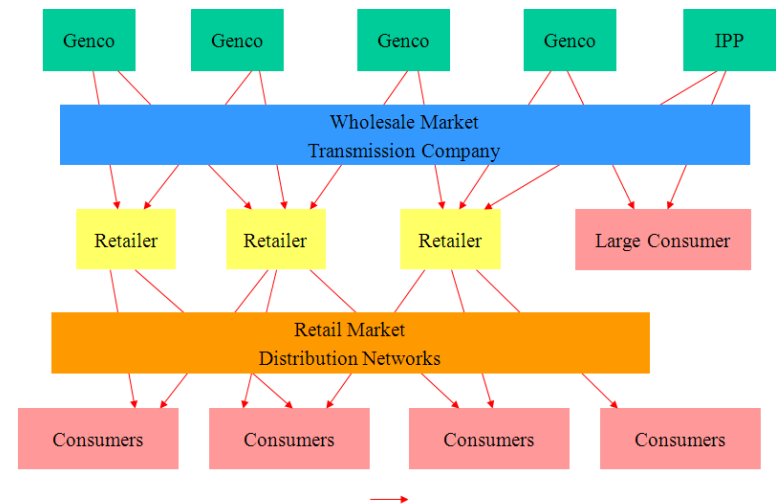 Genco
Genco
Genco
Genco
IPP
Wholesale Market
Transmission Company
Retailer
Retailer
Retailer
Large Consumer
Retail Market
Distribution Networks
Consumers
Consumers
Consumers
Consumers